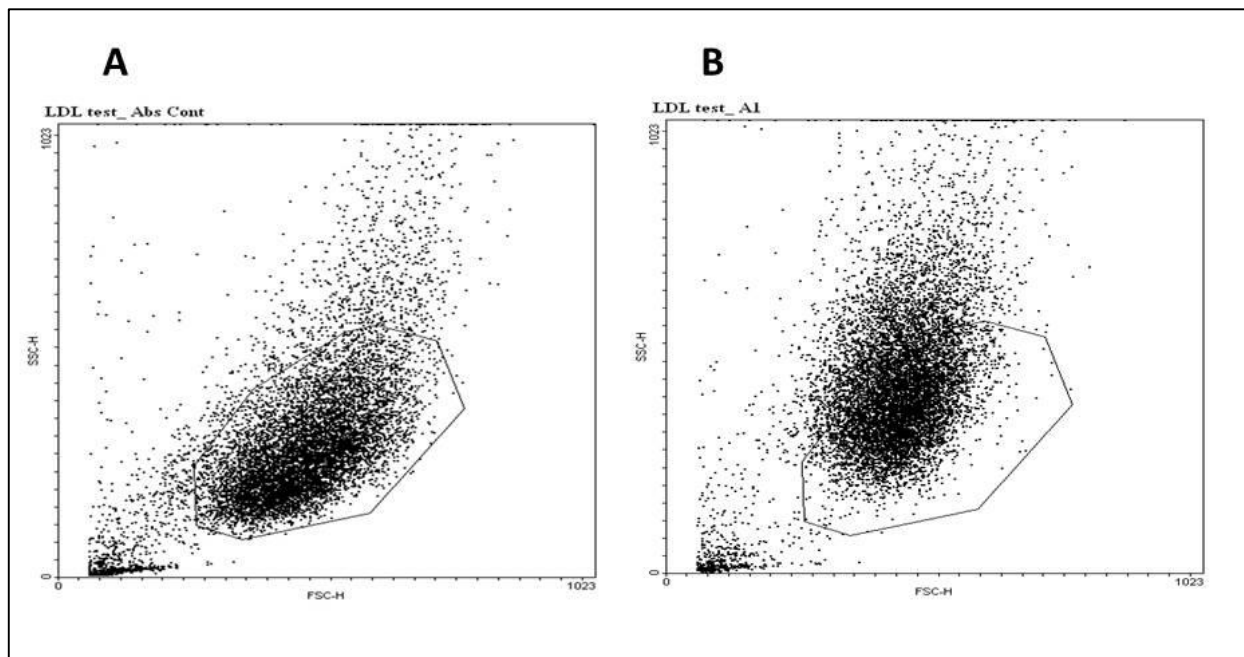 A
LDL test_ Abs Cont
1023
SSC-H
0
0
1023
FSC-H
B
LDL test_ A1
1023
SSC-H
0
0
1023
FSC-H